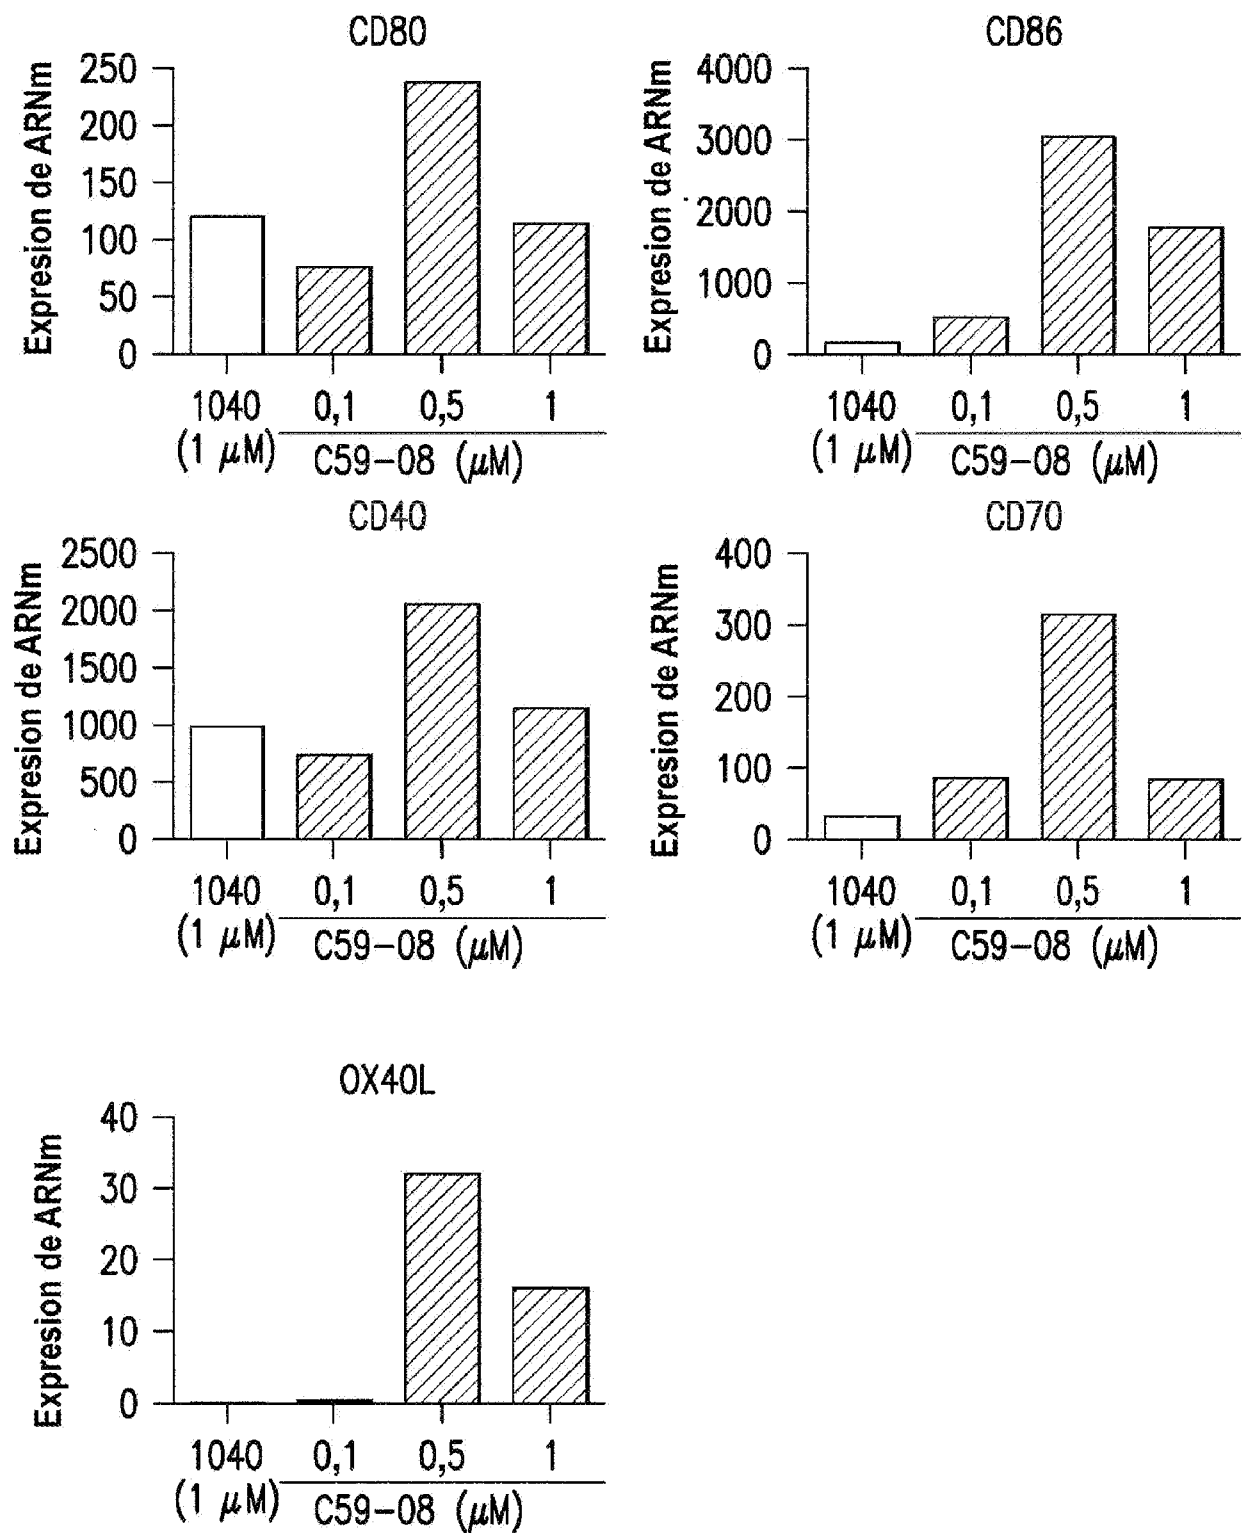 CD80
Expresion de ARNm
250
200
150
100
50
0
1040 0,1 0,5 1
(1 μM) C59-08 (μM)
CD86
Expresion de ARNm
4000
3000
2000
1000
0
1040 0,1 0,5 1
(1 μM) C59-08 (μM)
CD40
Expresion de ARNm
2500
2000
1500
1000
500
0
1040 0,1 0,5 1
(1 μM) C59-08 (μM)
CD70
Expresion de ARNm
400
300
200
100
0
1040 0,1 0,5 1
(1 μM) C59-08 (μM)
OX40L
Expresion de ARNm
40
30
20
10
0
1040 0,1 0,5 1
(1 μM) C59-08 (μM)